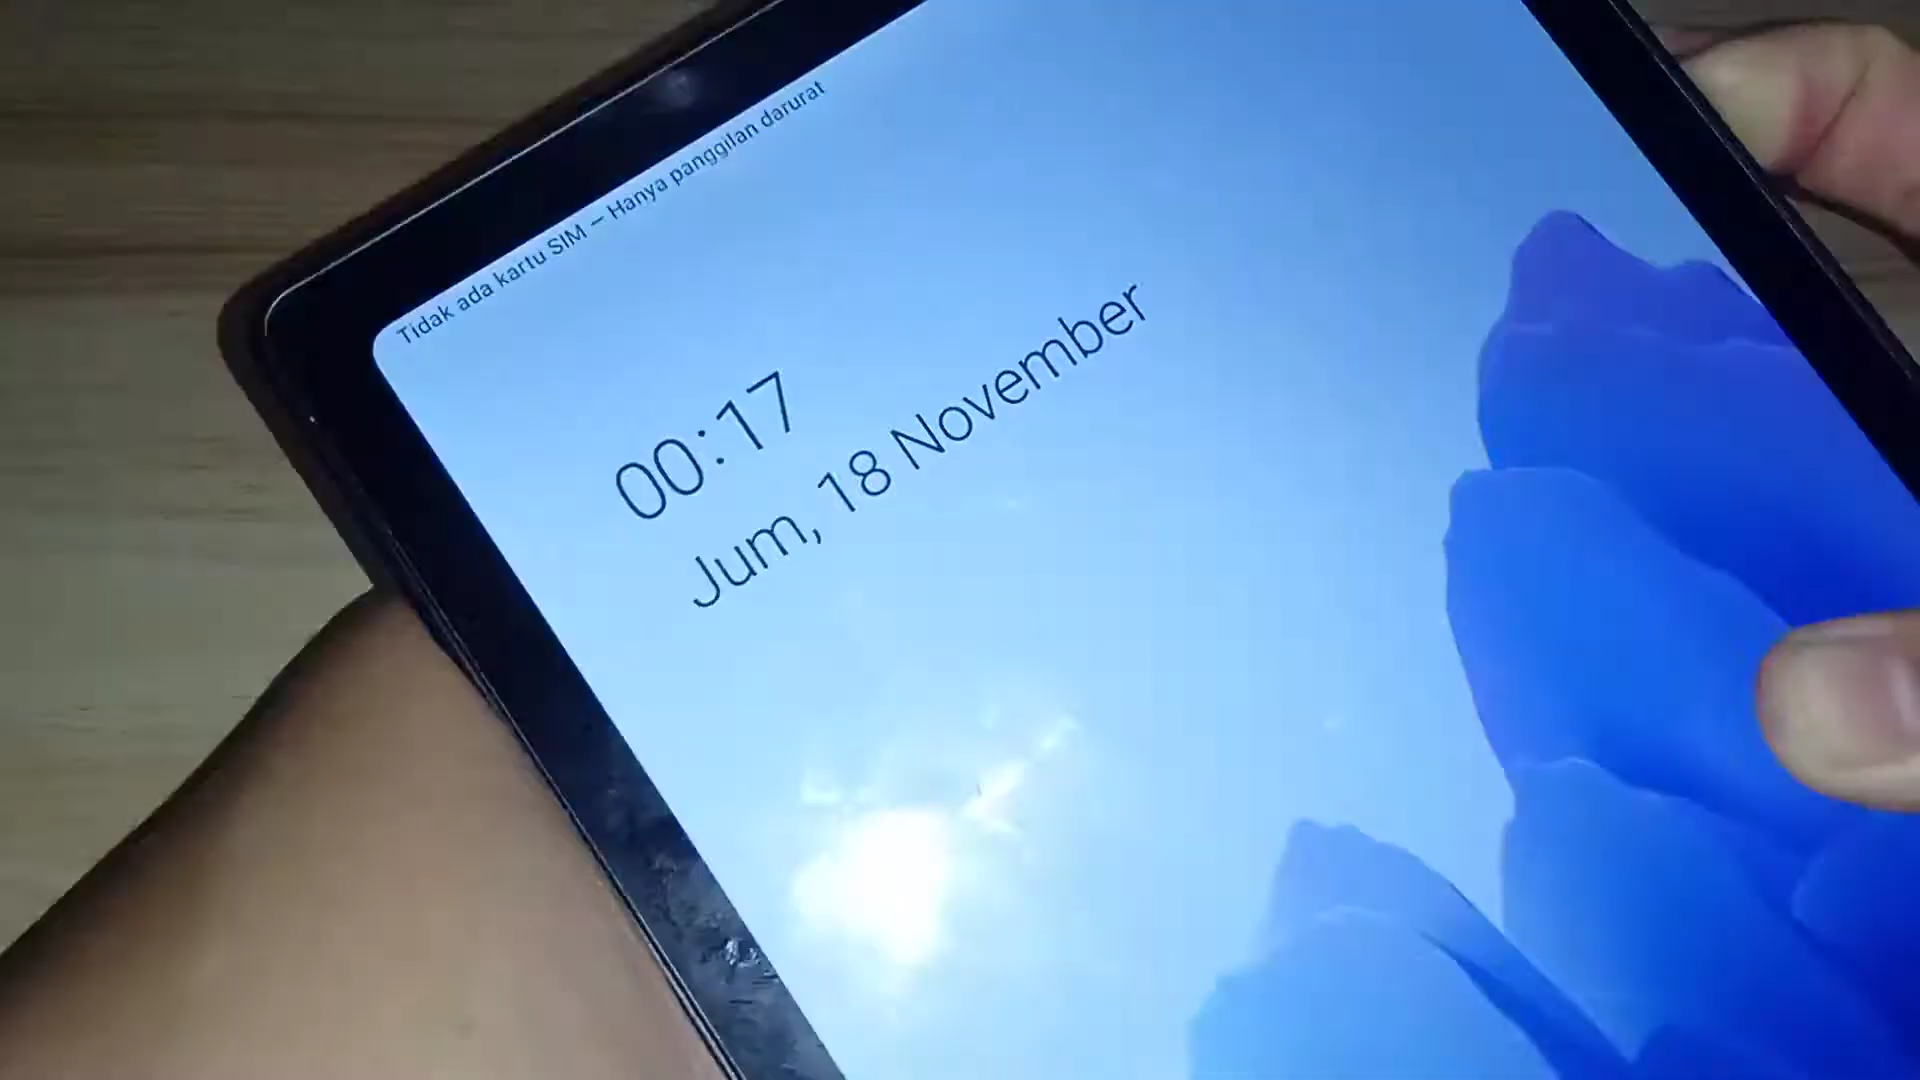 Tidak ada kartu SIM – Hanya panggilan darurat
00:17
Jum, 18 November